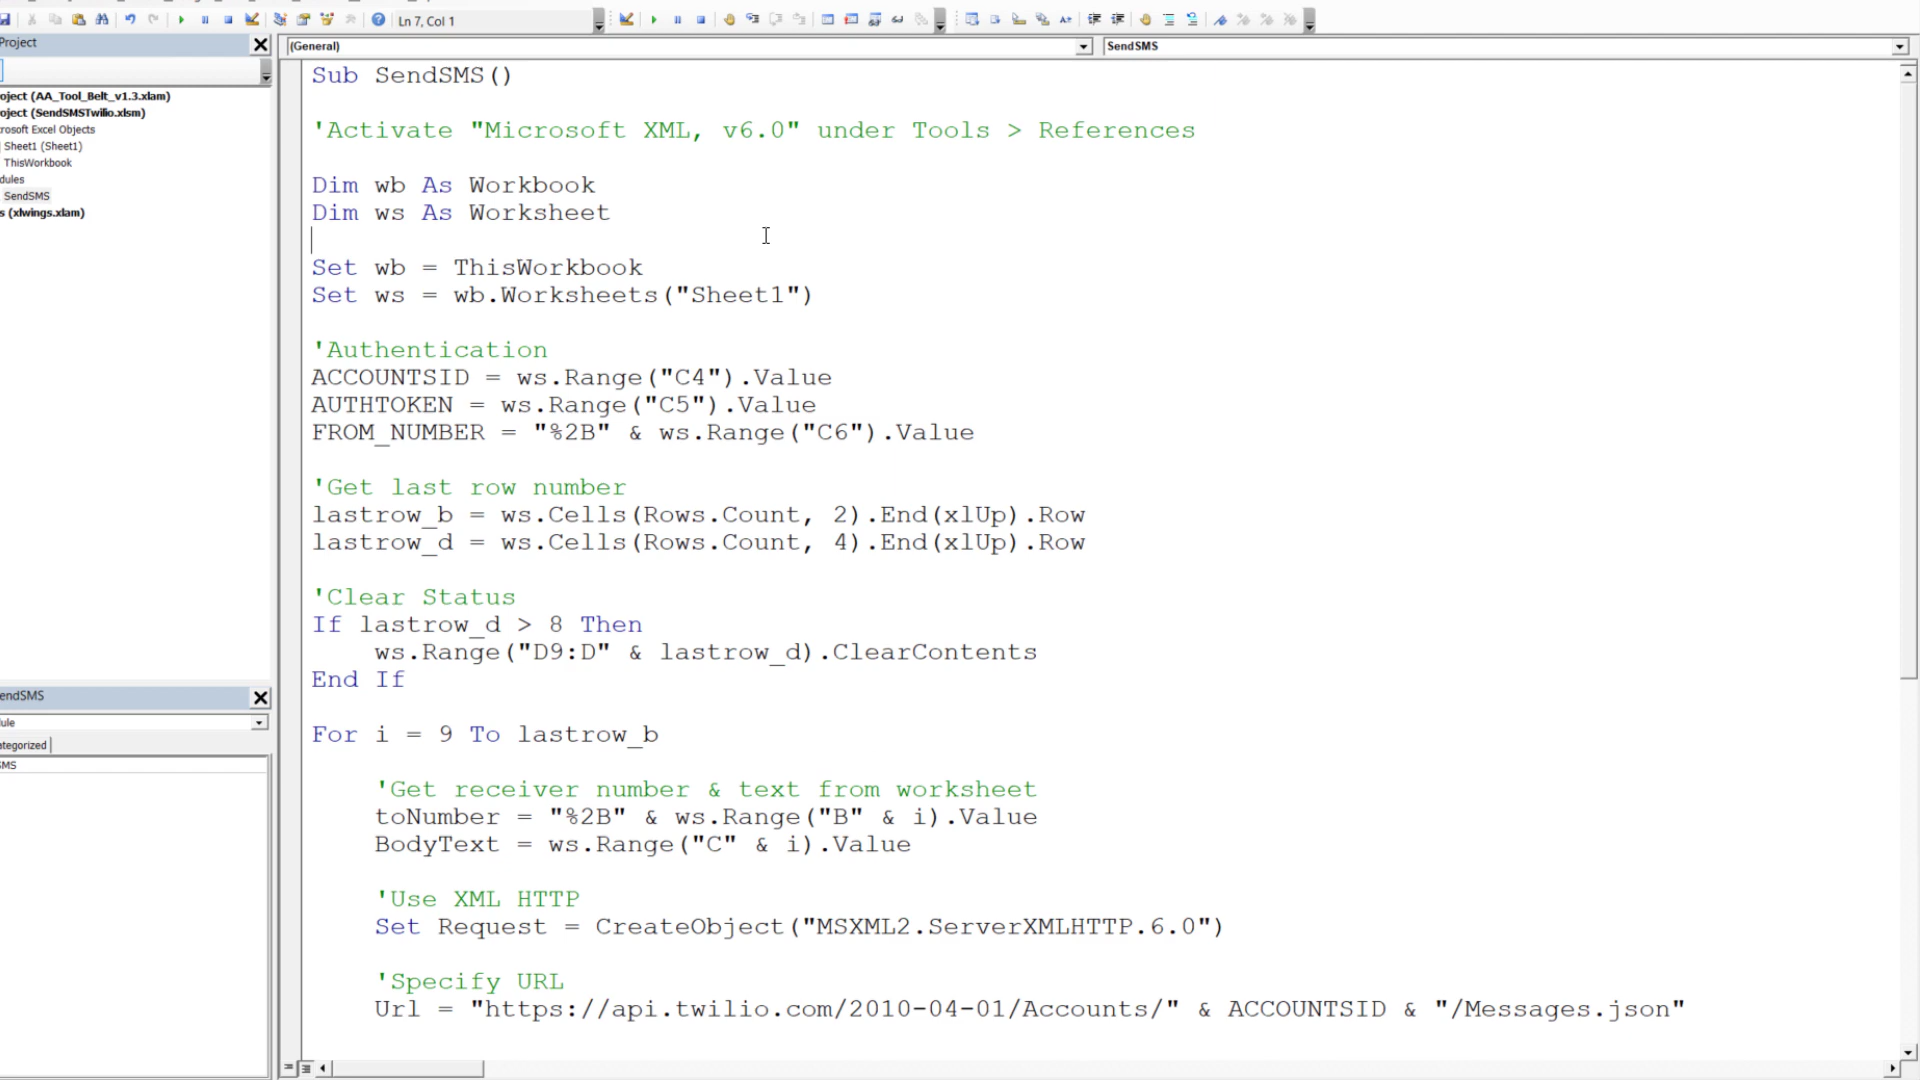 Ln 7, Col 1
Project
(General)
SendSMS
oject (AA_Tool_Belt_v1.3.xlam)
oject (SendSMSTwilio.xlsm)
rosoft Excel Objects
Sheet1 (Sheet1)
ThisWorkbook
dules
SendSMS
s (xlwings.xlam)
endSMS
ule
ategorized
SMS
Sub SendSMS()
'Activate "Microsoft XML, v6.0" under Tools > References
Dim wb As Workbook
Dim ws As Worksheet
Set wb = ThisWorkbook
Set ws = wb.Worksheets("Sheet1")
'Authentication
ACCOUNTSID = ws.Range("C4").Value
AUTHTOKEN = ws.Range("C5").Value
FROM_NUMBER = "%2B" & ws.Range("C6").Value
'Get last row number
lastrow_b = ws.Cells(Rows.Count, 2).End(xlUp).Row
lastrow_d = ws.Cells(Rows.Count, 4).End(xlUp).Row
'Clear Status
If lastrow_d > 8 Then
ws.Range("D9:D" & lastrow_d).ClearContents
End If
For i = 9 To lastrow_b
'Get receiver number & text from worksheet
toNumber = "%2B" & ws.Range("B" & i).Value
BodyText = ws.Range("C" & i).Value
'Use XML HTTP
Set Request = CreateObject("MSXML2.ServerXMLHTTP.6.0")
'Specify URL
Url = "https://api.twilio.com/2010-04-01/Accounts/" & ACCOUNTSID & "/Messages.json"